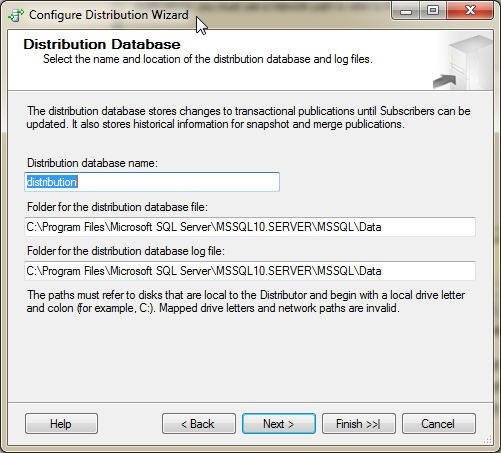 Configure Distribution Wizard
Distribution Database
Select the name and location of the distribution database and log files.
The distribution database stores changes to transactional publications until Subscribers can be
updated. It also stores historical information for snapshot and merge publications.
Distribution database name:
distribution
Folder for the distribution database file:
C:\Program Files\Microsoft SQL Server\MSSQL10.SERVER\MSSQL\Data
Folder for the distribution database log file:
C:\Program Files\Microsoft SQL Server\MSSQL10.SERVER\MSSQL\Data
The paths must refer to disks that are local to the Distributor and begin with a local drive letter
and colon (for example, C:). Mapped drive letters and network paths are invalid.
Help
< Back
Next >
Finish >>|
Cancel